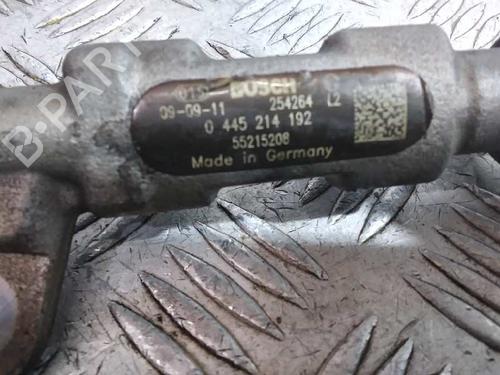 BOSCH
09-09-11 254264 L2
0 445 214 192
55215208
Made in Germany
B-PARTS